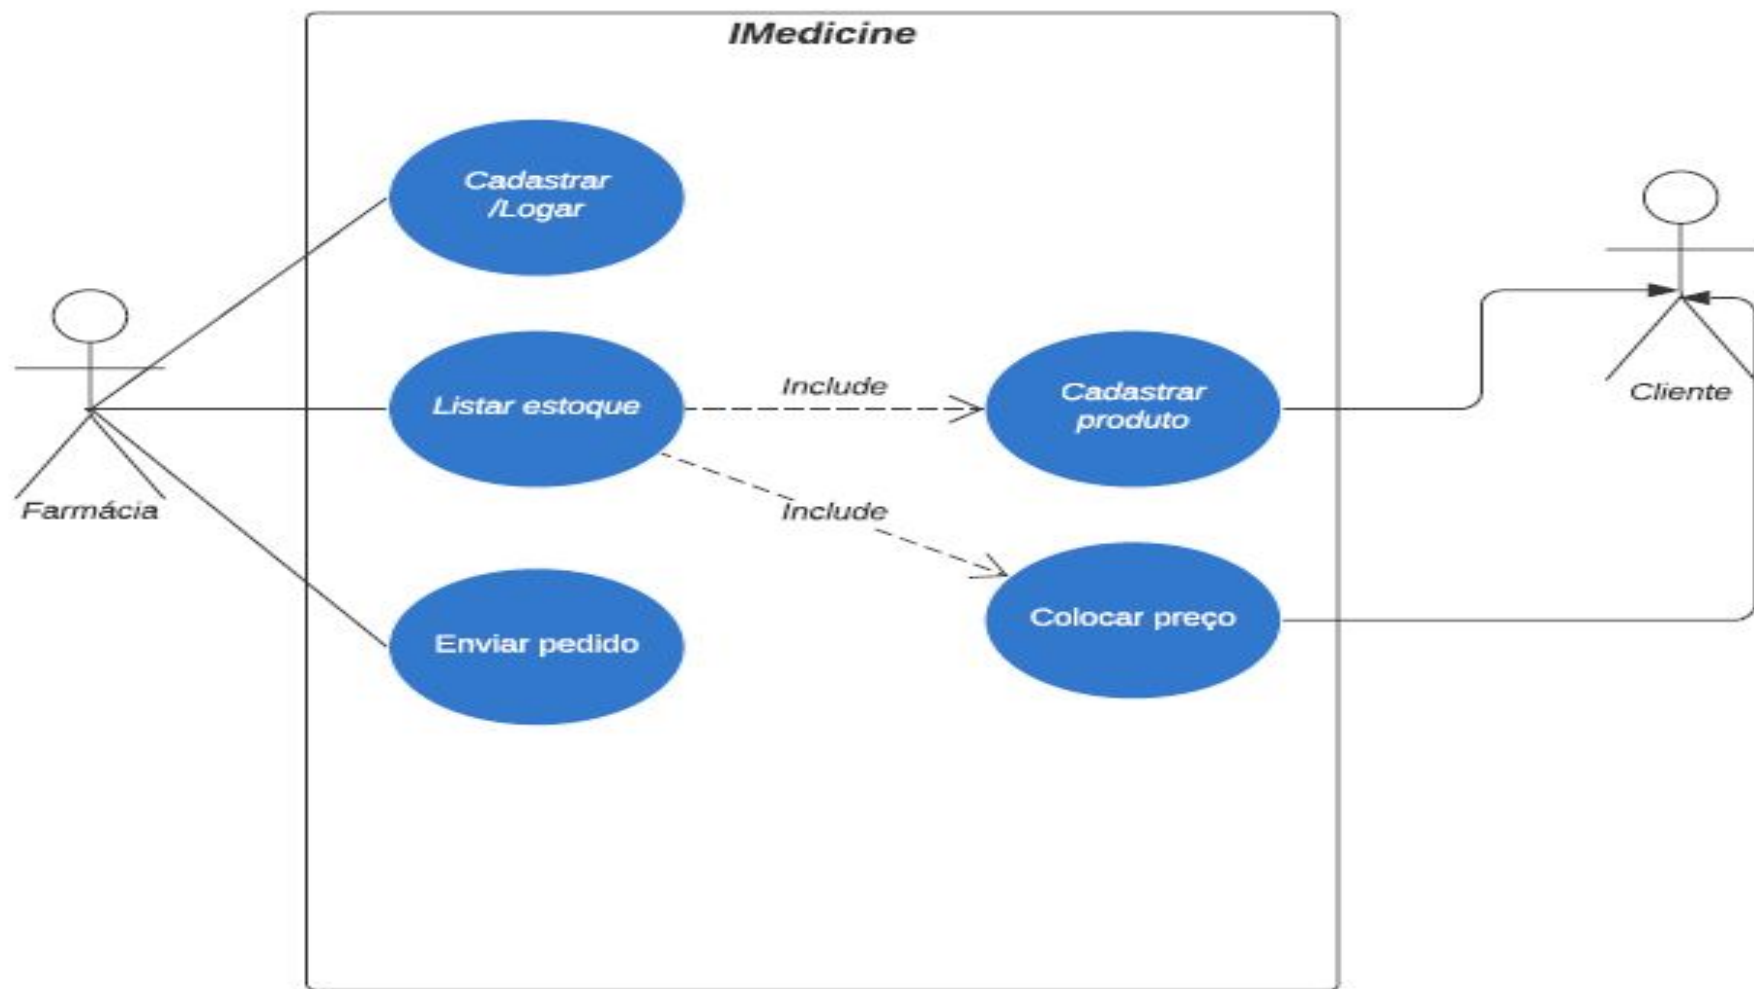 IMedicine
Cadastrar
/Logar
Listar estoque
Include
Cadastrar
produto
Cliente
Farmácia
Include
Colocar preço
Enviar pedido